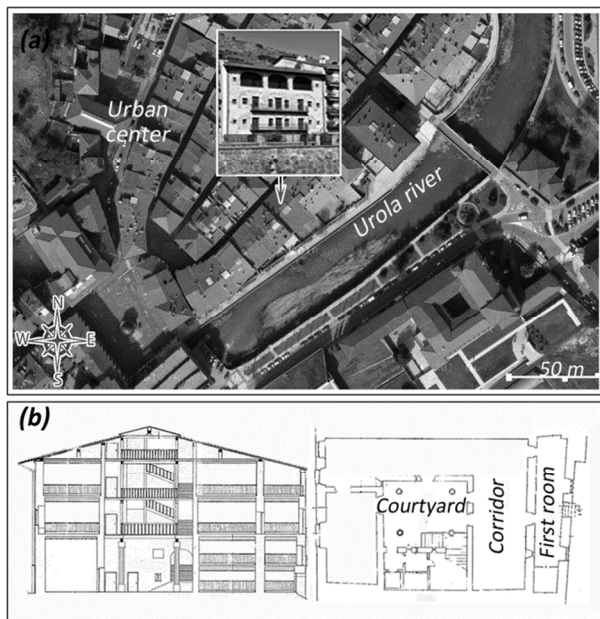 (a)
Urban
center
Urola river
N
W E
S
50 m
(b)
Courtyard
Corridor
First room